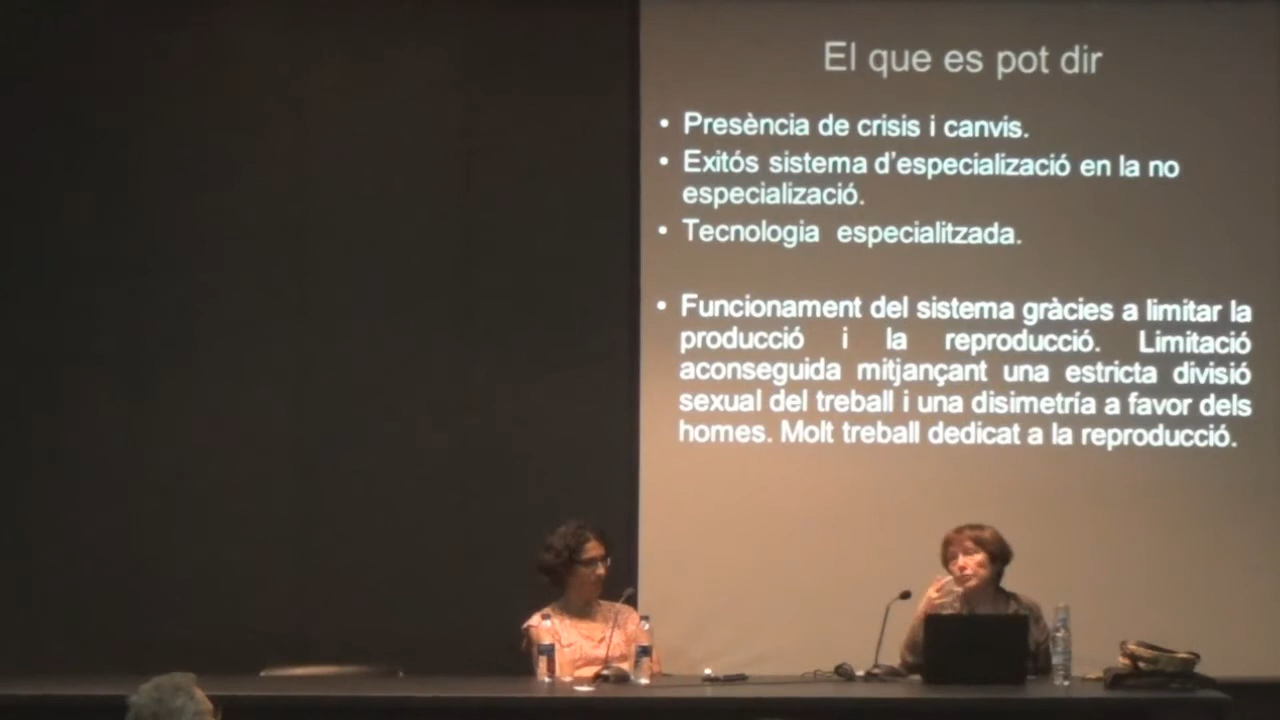 El que es pot dir
• Presència de crisis i canvis.
• Exitós sistema d'especializació en la no
especializació.
• Tecnologia especialitzada.
• Funcionament del sistema gràcies a limitar la
producció i la reproducció. Limitació
aconseguida mitjançant una estricta divisió
sexual del treball i una disimetría a favor dels
homes. Molt treball dedicat a la reproducció.